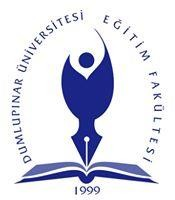 DUMLUPINAR ÜNİVERSİTESİ EĞİTİM FAKÜLTESİ
1999